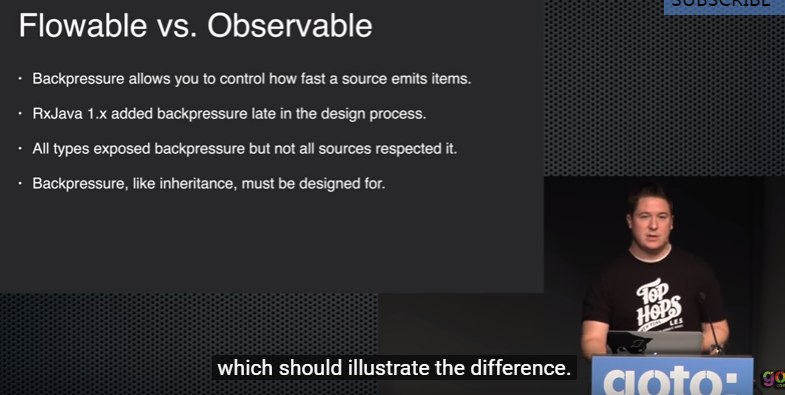 SUBSCRIBE
Flowable vs. Observable
· Backpressure allows you to control how fast a source emits items.
· RxJava 1.x added backpressure late in the design process.
· All types exposed backpressure but not all sources respected it.
· Backpressure, like inheritance, must be designed for.
TOP
HOPS
L.E.S.
which should illustrate the difference.
goto;
go